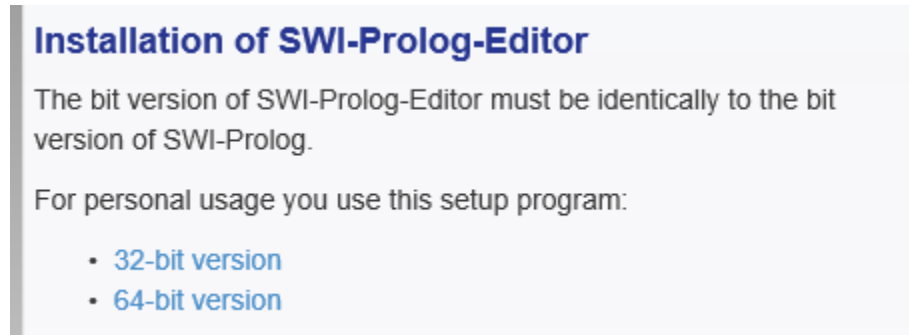 Installation of SWI-Prolog-Editor
The bit version of SWI-Prolog-Editor must be identically to the bit
version of SWI-Prolog.
For personal usage you use this setup program:
• 32-bit version
• 64-bit version